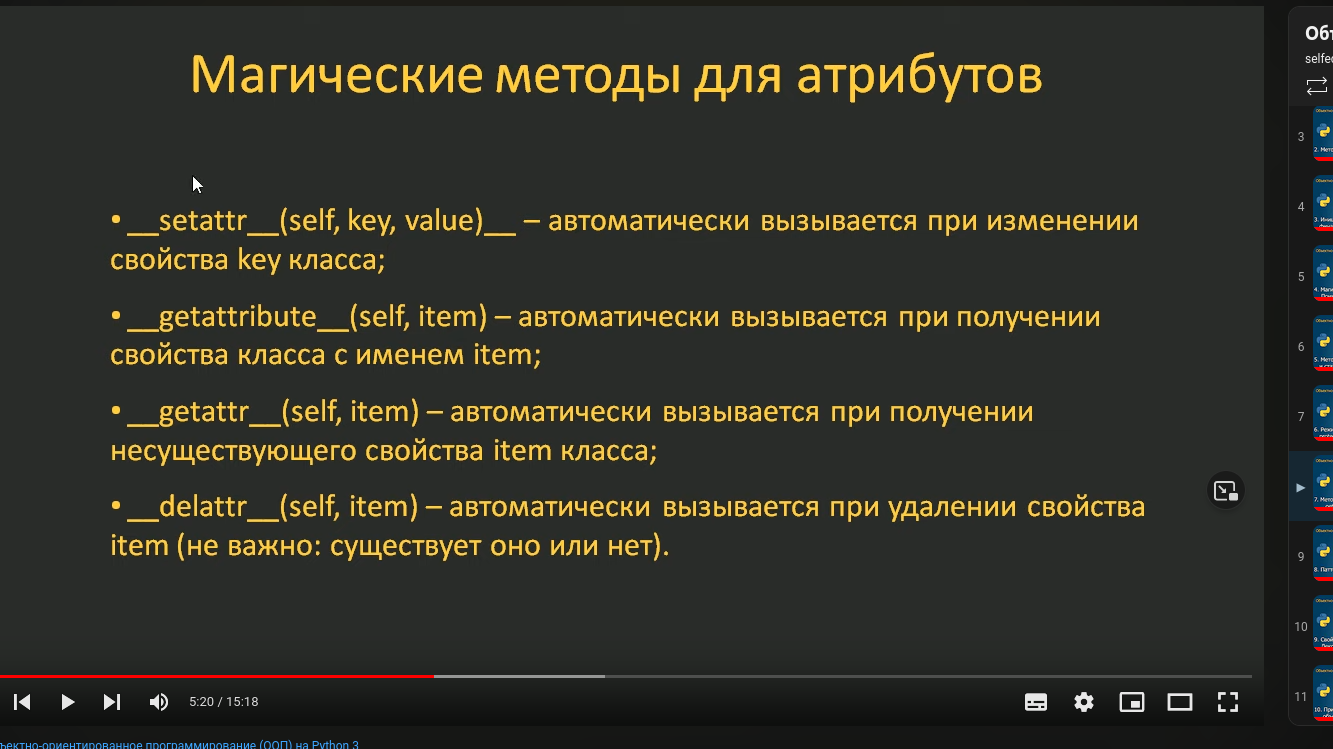 Магические методы для атрибутов
• __setattr__(self, key, value)__ – автоматически вызывается при изменении
свойства key класса;
• __getattribute__(self, item) – автоматически вызывается при получении
свойства класса с именем item;
• __getattr__(self, item) – автоматически вызывается при получении
несуществующего свойства item класса;
• __delattr__(self, item) – автоматически вызывается при удалении свойства
item (не важно: существует оно или нет).
5:20 / 15:18
ъектно-ориентированное программирование (ООП) на Python 3
3
4
5
6
7
9
10
11